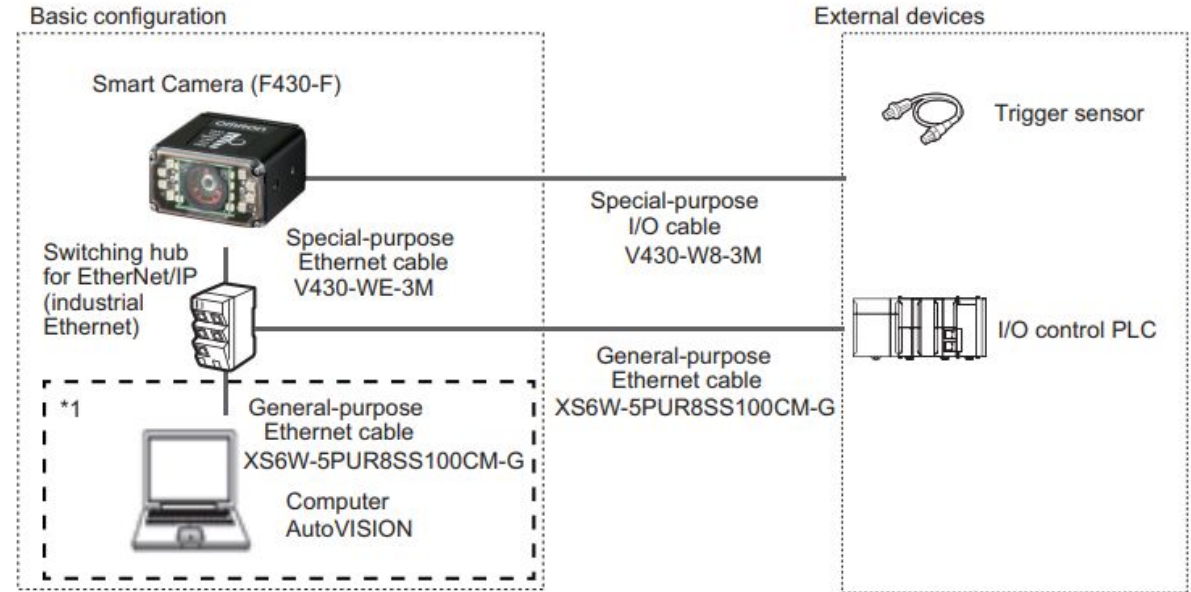 Basic configuration
External devices
Smart Camera (F430-F)
omron
Trigger sensor
Special-purpose
I/O cable
V430-W8-3M
Switching hub
for EtherNet/IP
(industrial
Ethernet)
Special-purpose
Ethernet cable
V430-WE-3M
I/O control PLC
General-purpose
Ethernet cable
XS6W-5PUR8SS100CM-G
*1
General-purpose
Ethernet cable
XS6W-5PUR8SS100CM-G
Computer
AutoVISION